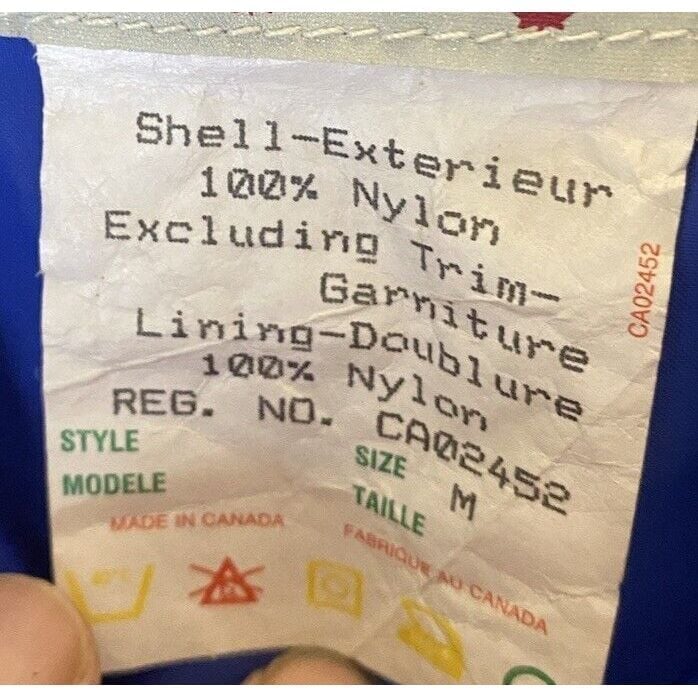 Shell-Exterieur
100% Nylon
Excluding Trim-
Garniture
Lining-Doublure
100% Nylon
REG. NO. CA02452
CA02452
STYLE
MODELE
SIZE
TAILLE
M
MADE IN CANADA
FABRIQUE AU CANADA